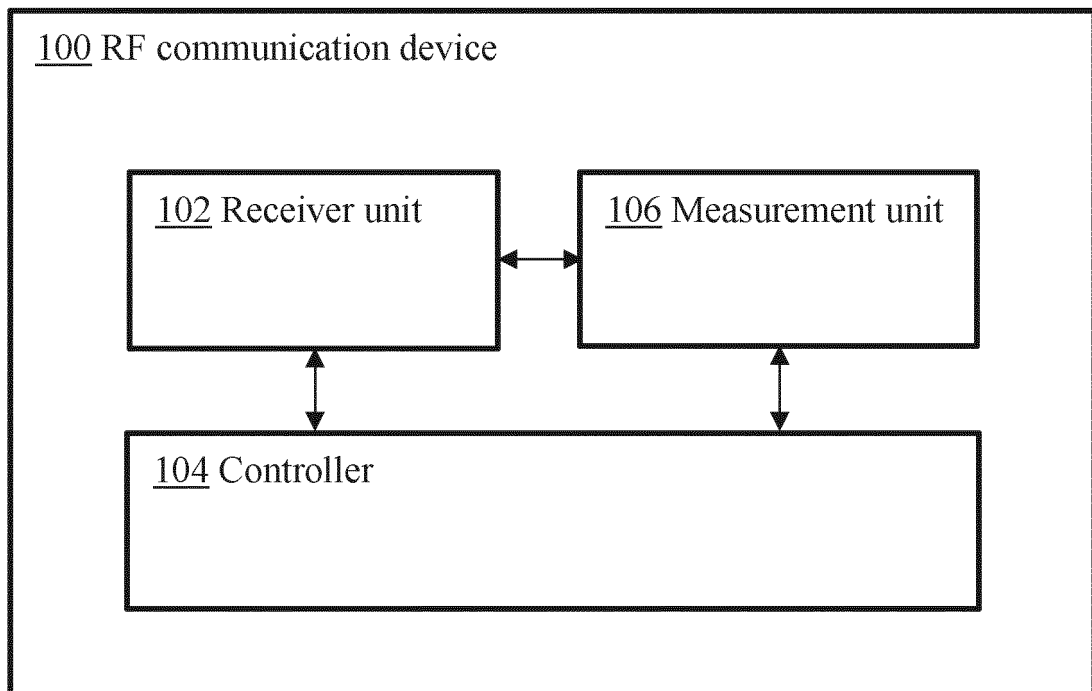 100 RF communication device
102 Receiver unit
106 Measurement unit
104 Controller